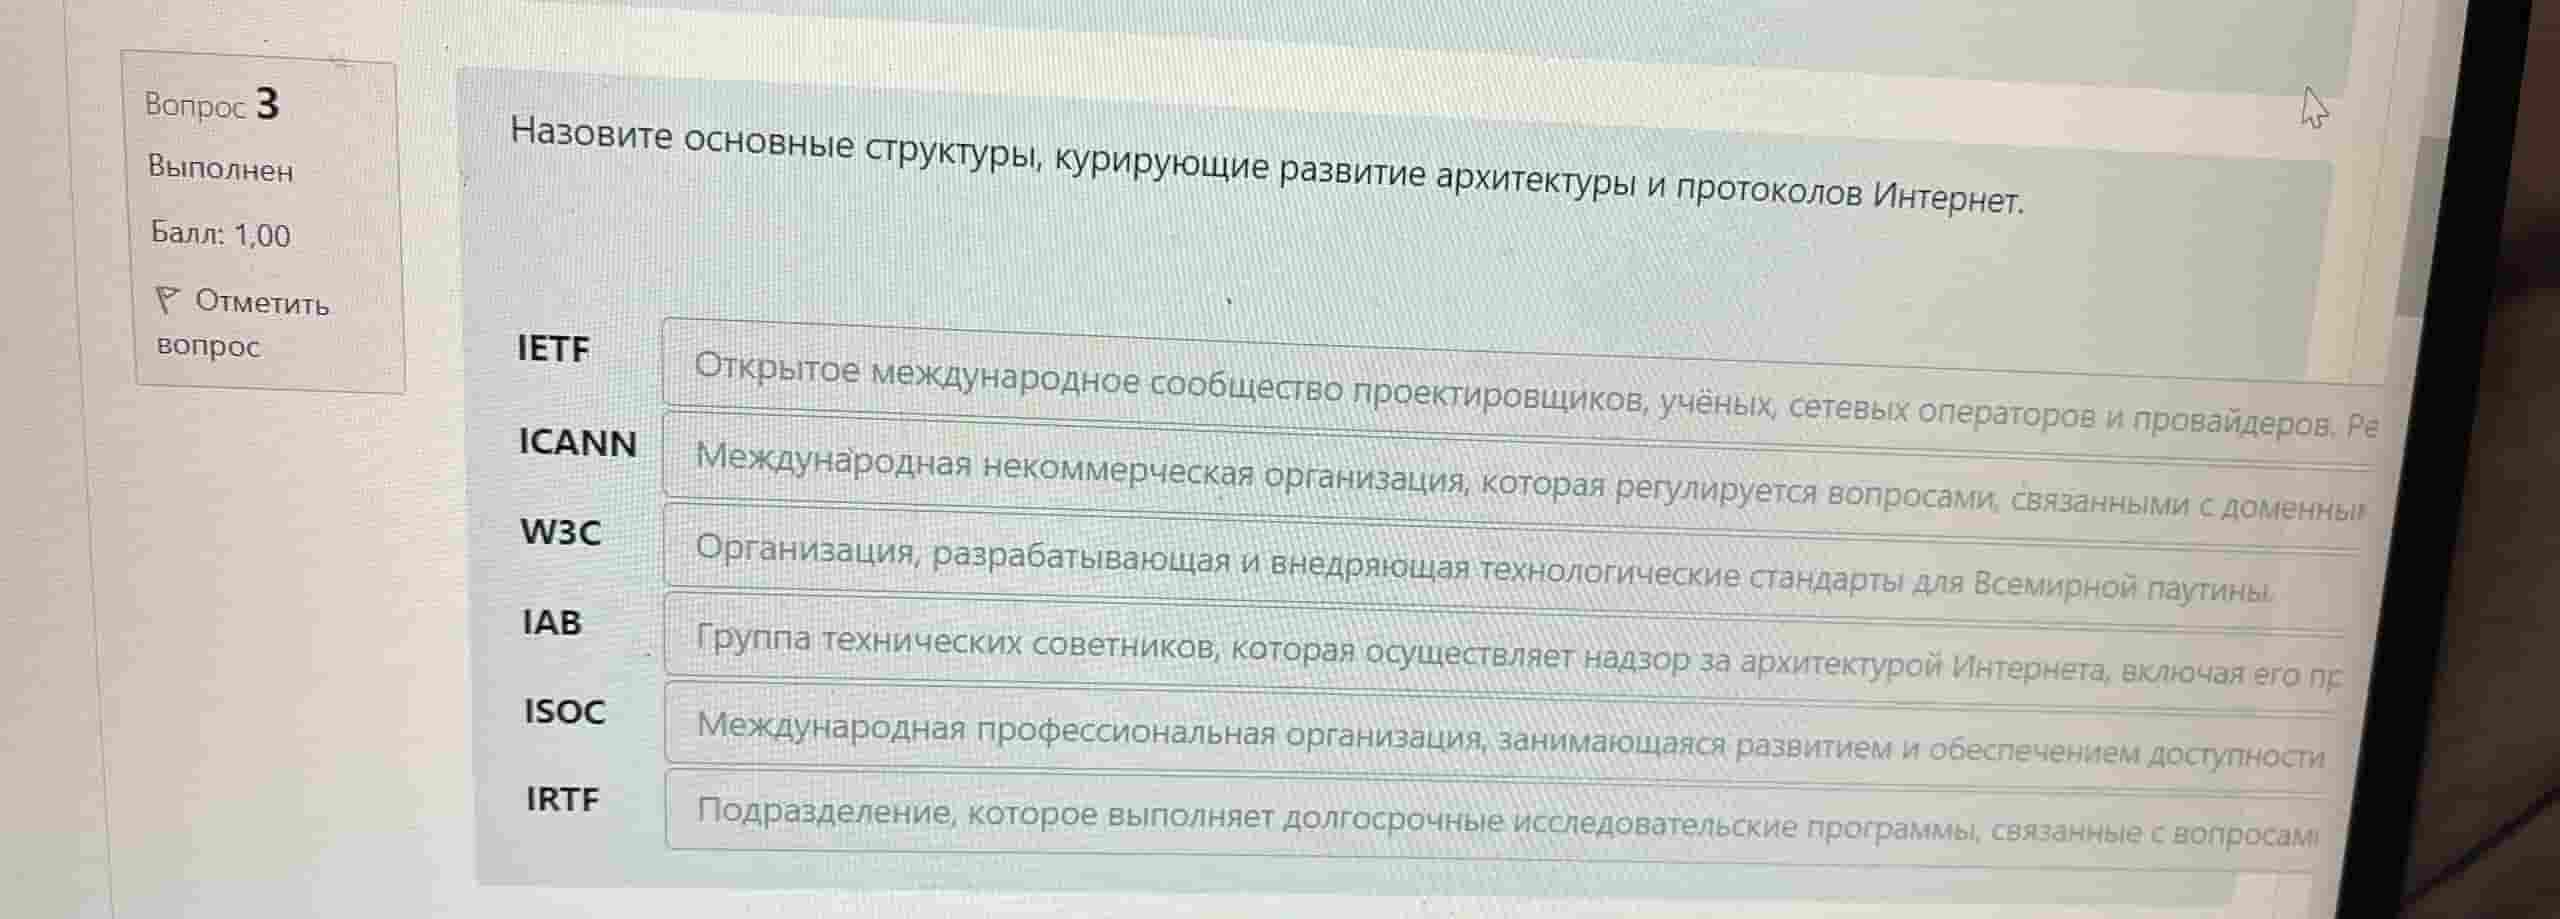 Вопрос 3
Выполнен
Балл: 1,00
Отметить
вопрос
Назовите основные структуры, курирующие развитие архитектуры и протоколов Интернет.
IETF Открытое международное сообщество проектировщиков, учёных, сетевых операторов и провайдеров. Ре
ICANN Международная некоммерческая организация, которая регулируется вопросами, связанными с доменны
W3C Организация, разрабатывающая и внедряющая технологические стандарты для Всемирной паутины.
IAB Группа технических советников, которая осуществляет надзор за архитектурой Интернета, включая его пр
ISOC Международная профессиональная организация, занимающаяся развитием и обеспечением доступности
IRTF Подразделение, которое выполняет долгосрочные исследовательские программы, связанные с вопросам